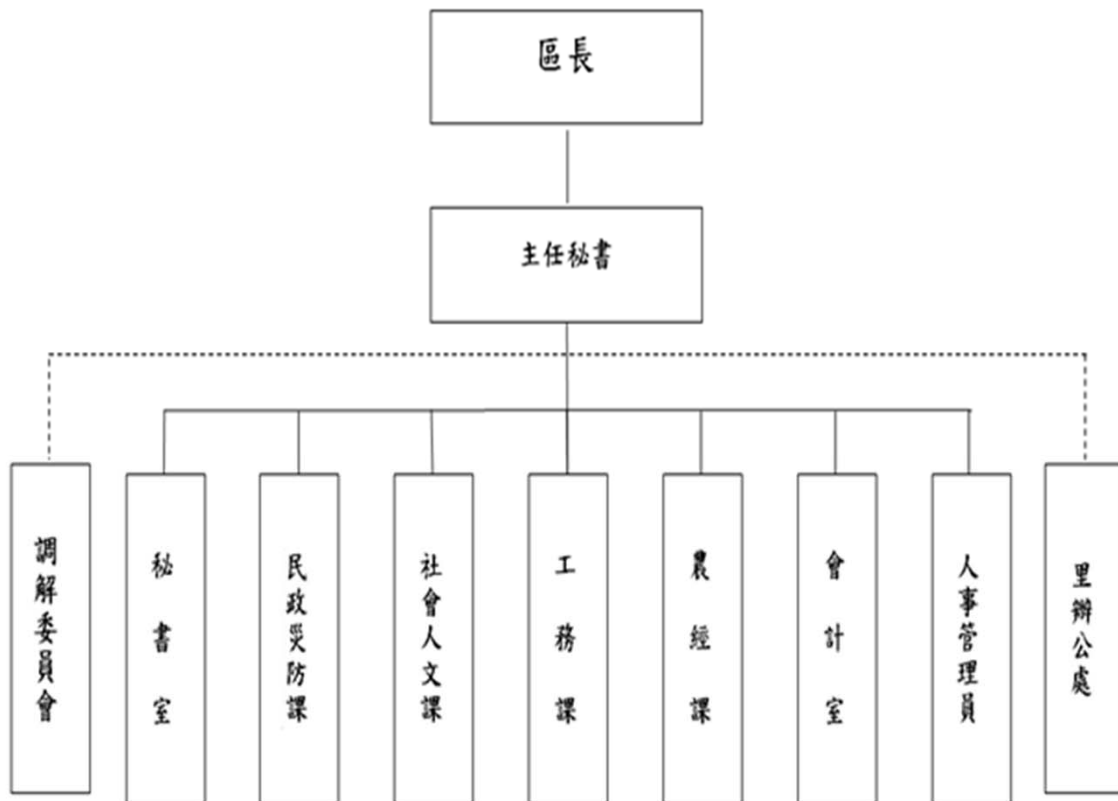 區長
主任秘書
調解委員會
秘書室
民政災防課
社會人文課
工務課
農經課
會計室
人事管理員
里辦公處